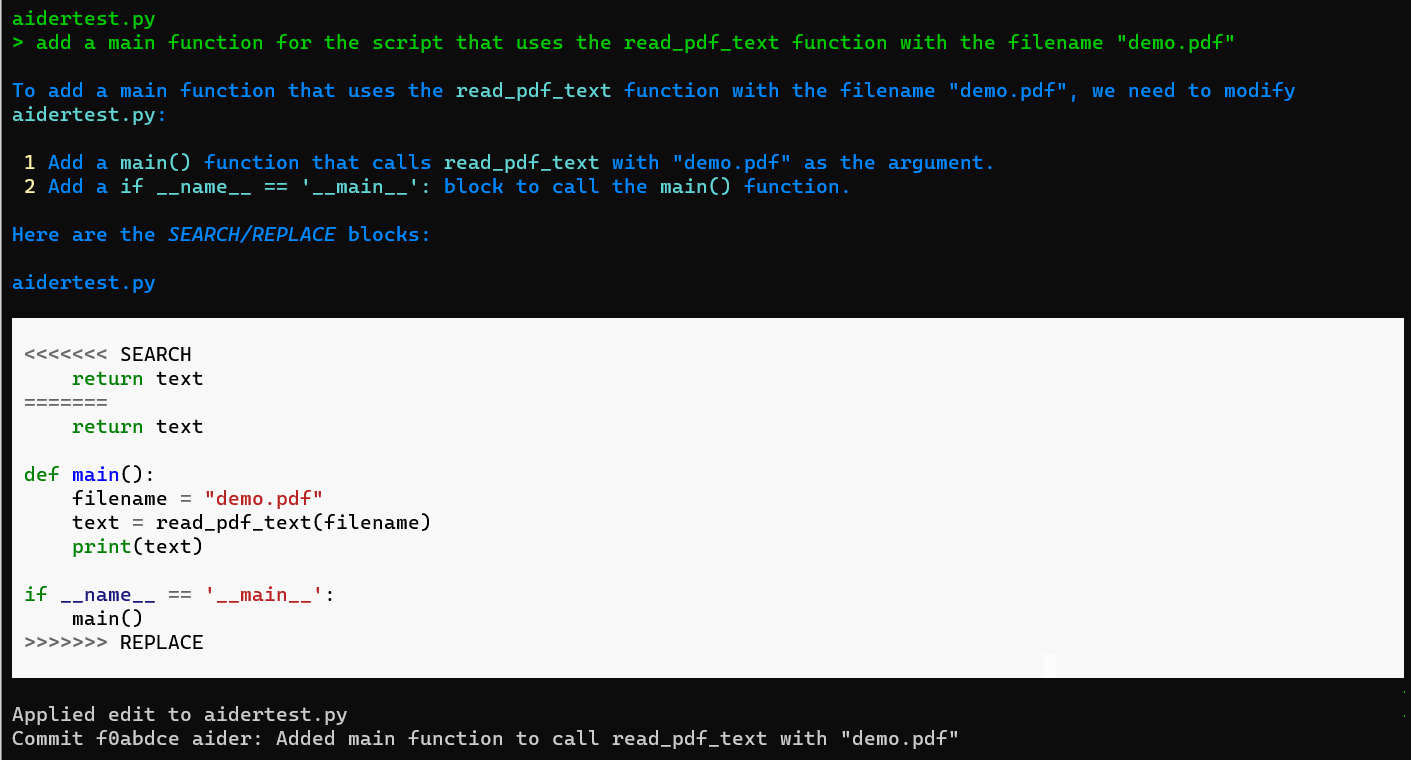 aidertest.py
> add a main function for the script that uses the read_pdf_text function with the filename "demo.pdf"
To add a main function that uses the read_pdf_text function with the filename "demo.pdf", we need to modify
aidertest.py:
1 Add a main() function that calls read_pdf_text with "demo.pdf" as the argument.
2 Add a if __name__ == '__main__': block to call the main() function.
Here are the SEARCH/REPLACE blocks:
aidertest.py
<<<<<<< SEARCH
    return text
=======
    return text
def main():
    filename = "demo.pdf"
    text = read_pdf_text(filename)
    print(text)
if __name__ == '__main__':
    main()
>>>>>>> REPLACE
Applied edit to aidertest.py
Commit f0abdce aider: Added main function to call read_pdf_text with "demo.pdf"